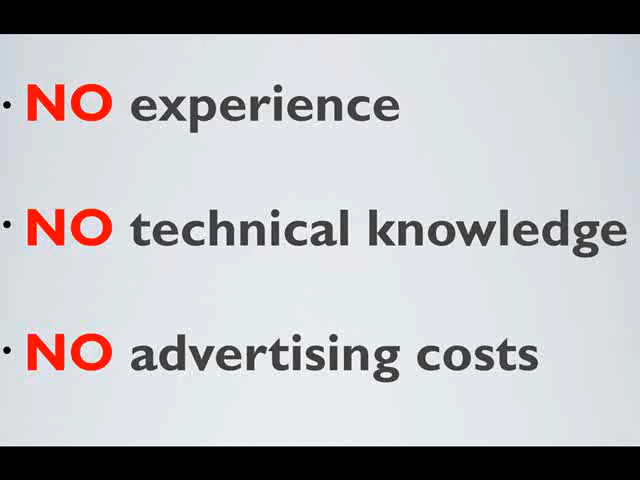 · NO experience
· NO technical knowledge
· NO advertising costs